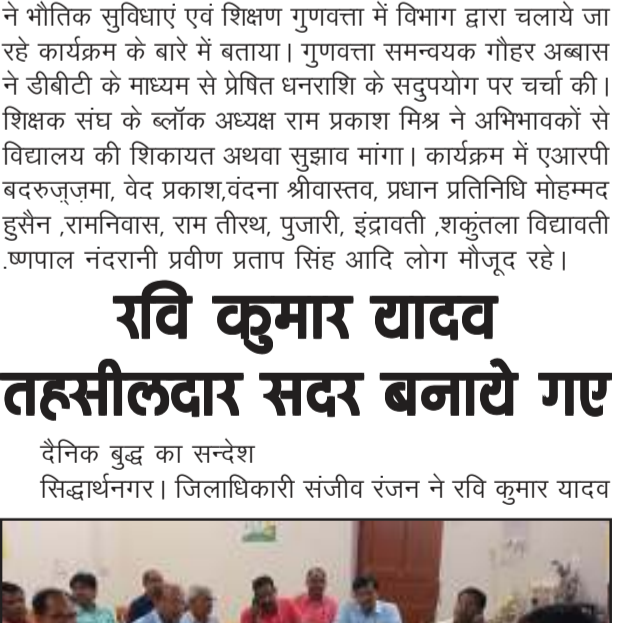 ने भौतिक सुविधाएं एवं शिक्षण गुणवत्ता में विभाग द्वारा चलाये जा
रहे कार्यक्रम के बारे में बताया। गुणवत्ता समन्वयक गौहर अब्बास
ने डीबीटी के माध्यम से प्रेषित धनराशि के सदुपयोग पर चर्चा की।
शिक्षक संघ के ब्लॉक अध्यक्ष राम प्रकाश मिश्र ने अभिभावकों से
विद्यालय की शिकायत अथवा सुझाव मांगा। कार्यक्रम में एआरपी
बदरुज़्ज़मा, वेद प्रकाश,वंदना श्रीवास्तव, प्रधान प्रतिनिधि मोहम्मद
हुसैन ,रामनिवास, राम तीरथ, पुजारी, इंद्रावती ,शकुंतला विद्यावती
.ष्णपाल नंदरानी प्रवीण प्रताप सिंह आदि लोग मौजूद रहे।
रवि कुमार यादव
तहसीलदार सदर बनाये गए
दैनिक बुद्ध का सन्देश
सिद्धार्थनगर। जिलाधिकारी संजीव रंजन ने रवि कुमार यादव